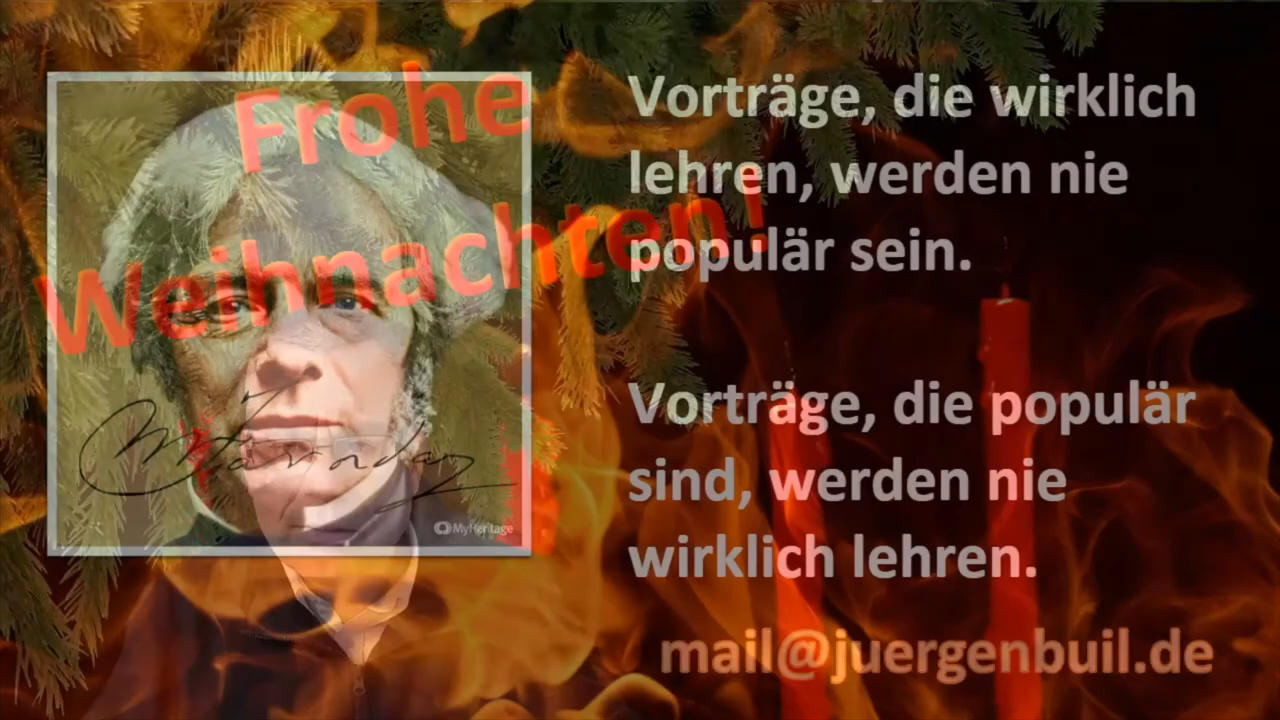 Frohe
Weihnachten!
M Faraday
MyHeritage
Vorträge, die wirklich
lehren, werden nie
populär sein.
Vorträge, die populär
sind, werden nie
wirklich lehren.
mail@juergenbuil.de